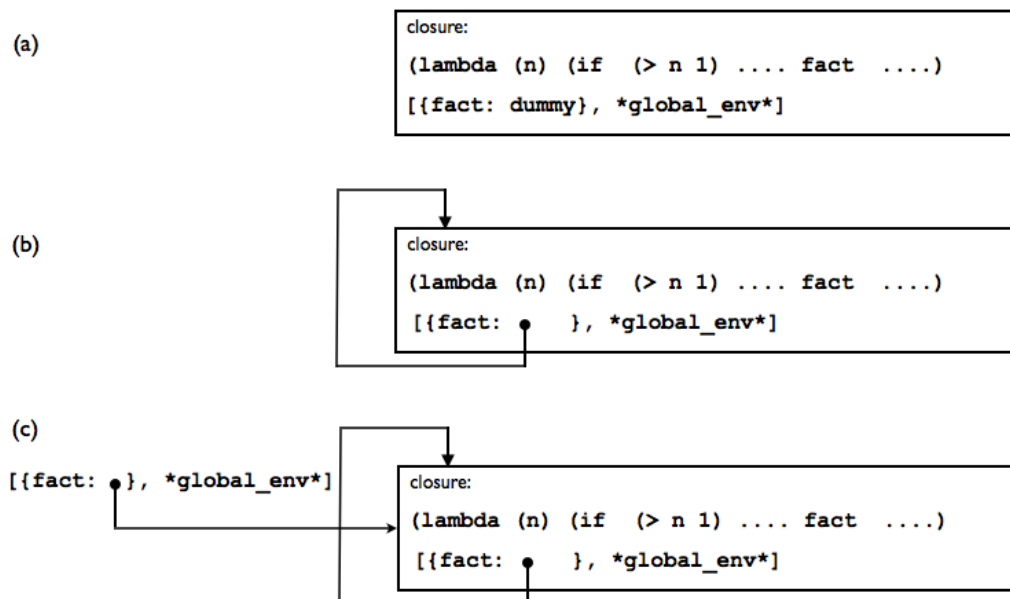 (a)
closure:
(lambda (n) (if (> n 1) .... fact ....)
[{fact: dummy}, *global_env*]
(b)
closure:
(lambda (n) (if (> n 1) .... fact ....)
[{fact: }, *global_env*]
(c)
[{fact: }, *global_env*]
closure:
(lambda (n) (if (> n 1) .... fact ....)
[{fact: }, *global_env*]